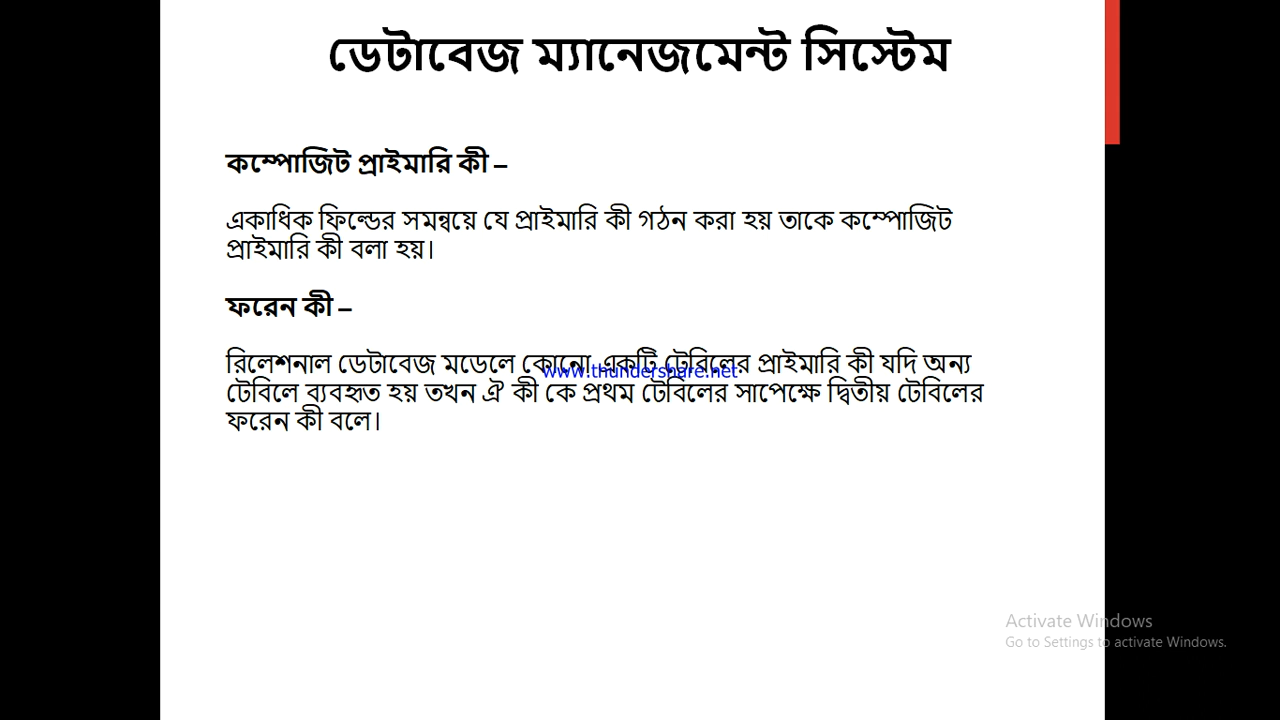 ডেটাবেজ ম্যানেজমেন্ট সিস্টেম
কম্পোজিট প্রাইমারি কী –
একাধিক ফিল্ডের সমন্বয়ে যে প্রাইমারি কী গঠন করা হয় তাকে কম্পোজিট
প্রাইমারি কী বলা হয়।
ফরেন কী –
রিলেশনাল ডেটাবেজ মডেলে কোনো একটি টেবিলের প্রাইমারি কী যদি অন্য
www.thundershare.net
টেবিলে ব্যবহৃত হয় তখন ঐ কী কে প্রথম টেবিলের সাপেক্ষে দ্বিতীয় টেবিলের
ফরেন কী বলে।
Activate Windows
Go to Settings to activate Windows.